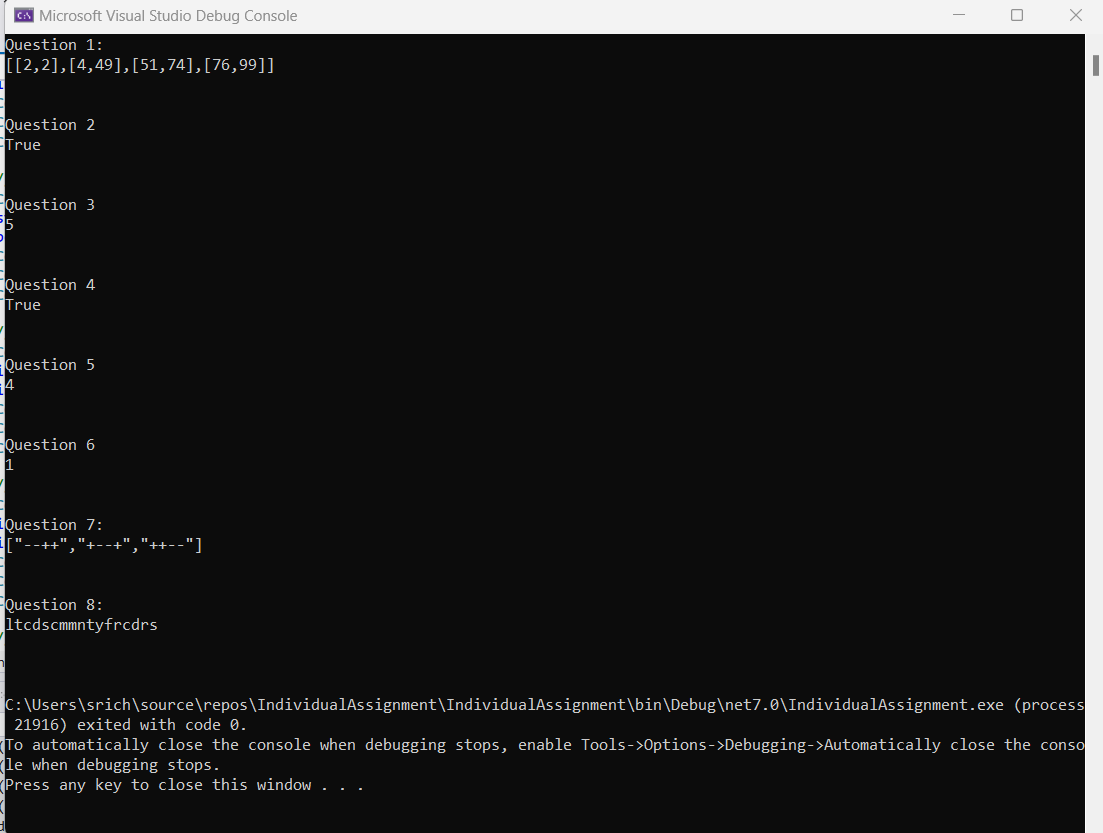 Microsoft Visual Studio Debug Console
Question 1:
[[2,2],[4,49],[51,74],[76,99]]
Question 2
True
Question 3
5
Question 4
True
Question 5
4
Question 6
1
Question 7:
["--++","+--+","++--"]
Question 8:
ltcdscmmntyfrcdrs
C:\Users\srich\source\repos\IndividualAssignment\IndividualAssignment\bin\Debug\net7.0\IndividualAssignment.exe (process
 21916) exited with code 0.
To automatically close the console when debugging stops, enable Tools->Options->Debugging->Automatically close the conso
le when debugging stops.
Press any key to close this window . . .